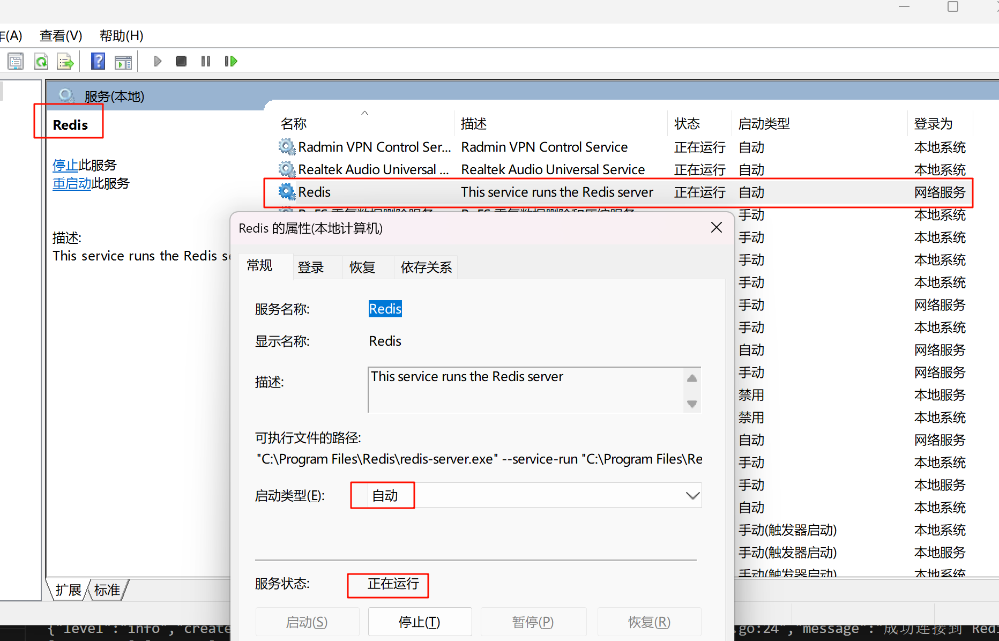 (A) 查看(V) 帮助(H)
服务(本地)
Redis
停止此服务
重启动此服务
描述:
This service runs the Redis
名称 描述 状态 启动类型 登录为
Radmin VPN Control Ser... Radmin VPN Control Service 正在运行 自动 本地系统
Realtek Audio Universal ... Realtek Audio Universal Service 正在运行 自动 本地系统
Redis This service runs the Redis server 正在运行 自动 网络服务
手动 本地系统
手动 本地系统
手动 本地系统
手动 本地系统
手动 网络服务
手动 本地系统
自动 网络服务
手动 网络服务
禁用 本地服务
禁用 本地系统
自动 网络服务
手动 本地系统
手动 本地服务
自动 本地系统
手动(触发器启动) 本地系统
手动(触发器启动) 本地服务
手动(触发器启动) 本地系统
Redis 的属性(本地计算机)
常规 登录 恢复 依存关系
服务名称: Redis
显示名称: Redis
描述: This service runs the Redis server
可执行文件的路径:
"C:\Program Files\Redis\redis-server.exe" --service-run "C:\Program Files\Re
启动类型(E): 自动
服务状态: 正在运行
启动(S) 停止(T) 暂停(P) 恢复(R)
扩展 标准
{"level":"info","create
.go:24","message":"成功连接到 Redi